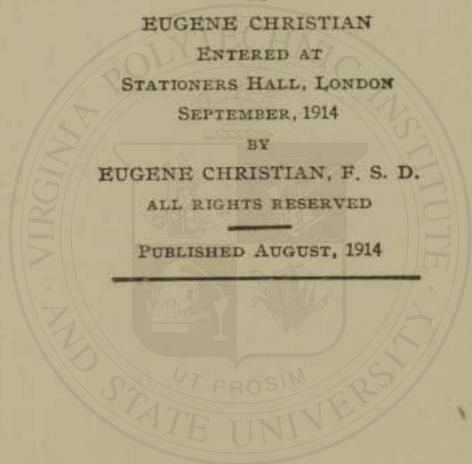 EUGENE CHRISTIAN
ENTERED AT
STATIONERS HALL, LONDON
SEPTEMBER, 1914
BY
EUGENE CHRISTIAN, F. S. D.
ALL RIGHTS RESERVED
PUBLISHED AUGUST, 1914
VIRGINIA POLYTECHNIC INSTITUTE
AND STATE UNIVERSITY
UT PROSIM